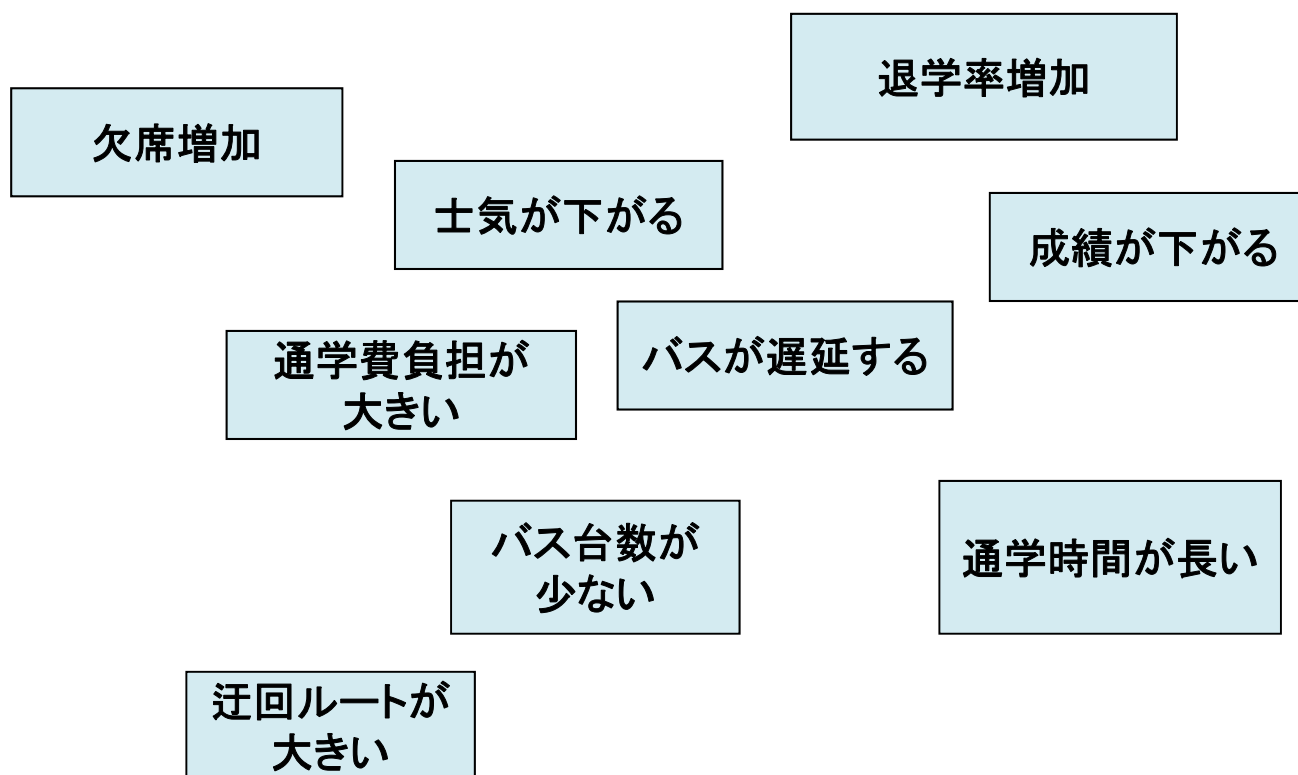 退学率増加
欠席増加
士気が下がる
成績が下がる
バスが遅延する
通学費負担が
大きい
バス台数が
少ない
通学時間が長い
迂回ルートが
大きい